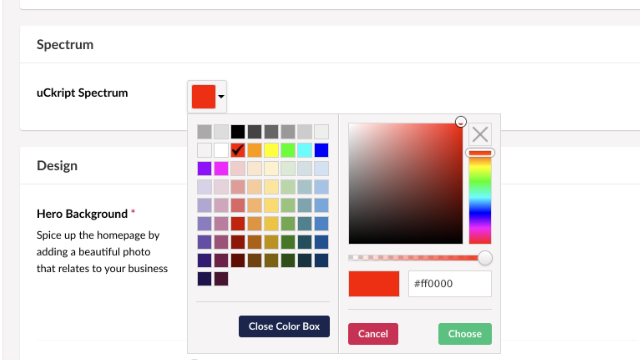 Spectrum
uCkript Spectrum
#ff0000
Close Color Box
Cancel
Choose
Design
Hero Background *
Spice up the homepage by
adding a beautiful photo
that relates to your business